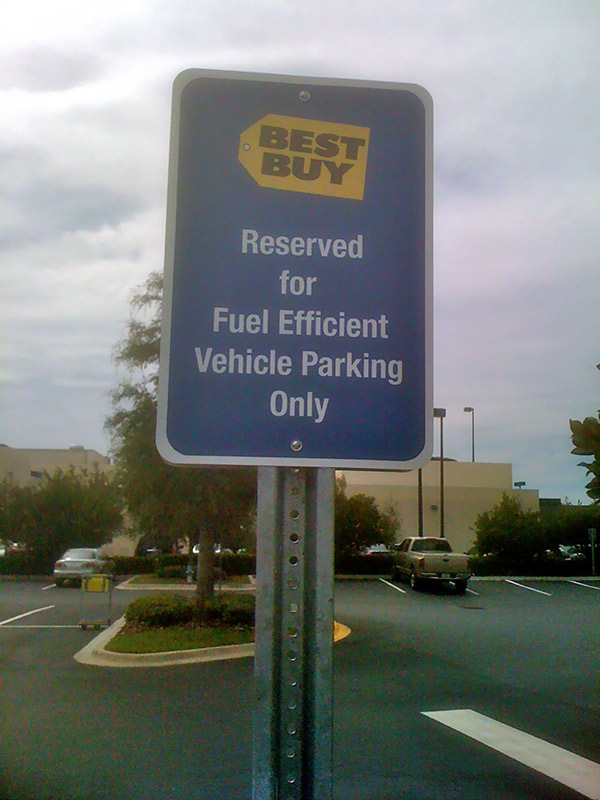 BEST
BUY
Reserved
for
Fuel Efficient
Vehicle Parking
Only